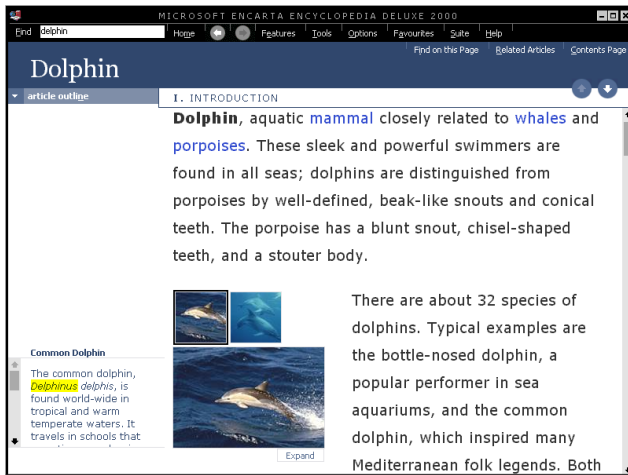 MICROSOFT ENCARTA ENCYCLOPEDIA DELUXE 2000
Find dolphin Home Features Tools Options Favourites Suite Help
Find on this Page Related Articles Contents Page
Dolphin
article outline
I. INTRODUCTION
Dolphin, aquatic mammal closely related to whales and
porpoises. These sleek and powerful swimmers are
found in all seas; dolphins are distinguished from
porpoises by well-defined, beak-like snouts and conical
teeth. The porpoise has a blunt snout, chisel-shaped
teeth, and a stouter body.
There are about 32 species of
dolphins. Typical examples are
the bottle-nosed dolphin, a
popular performer in sea
aquariums, and the common
dolphin, which inspired many
Mediterranean folk legends. Both
Common Dolphin
The common dolphin,
Delphinus delphis, is
found world-wide in
tropical and warm
temperate waters. It
travels in schools that
Expand